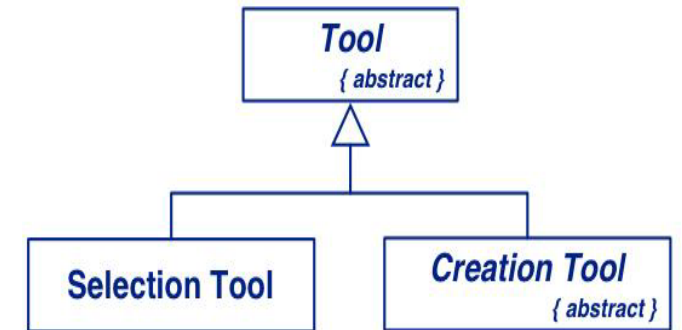 Tool
{ abstract }
Selection Tool
Creation Tool
{ abstract }